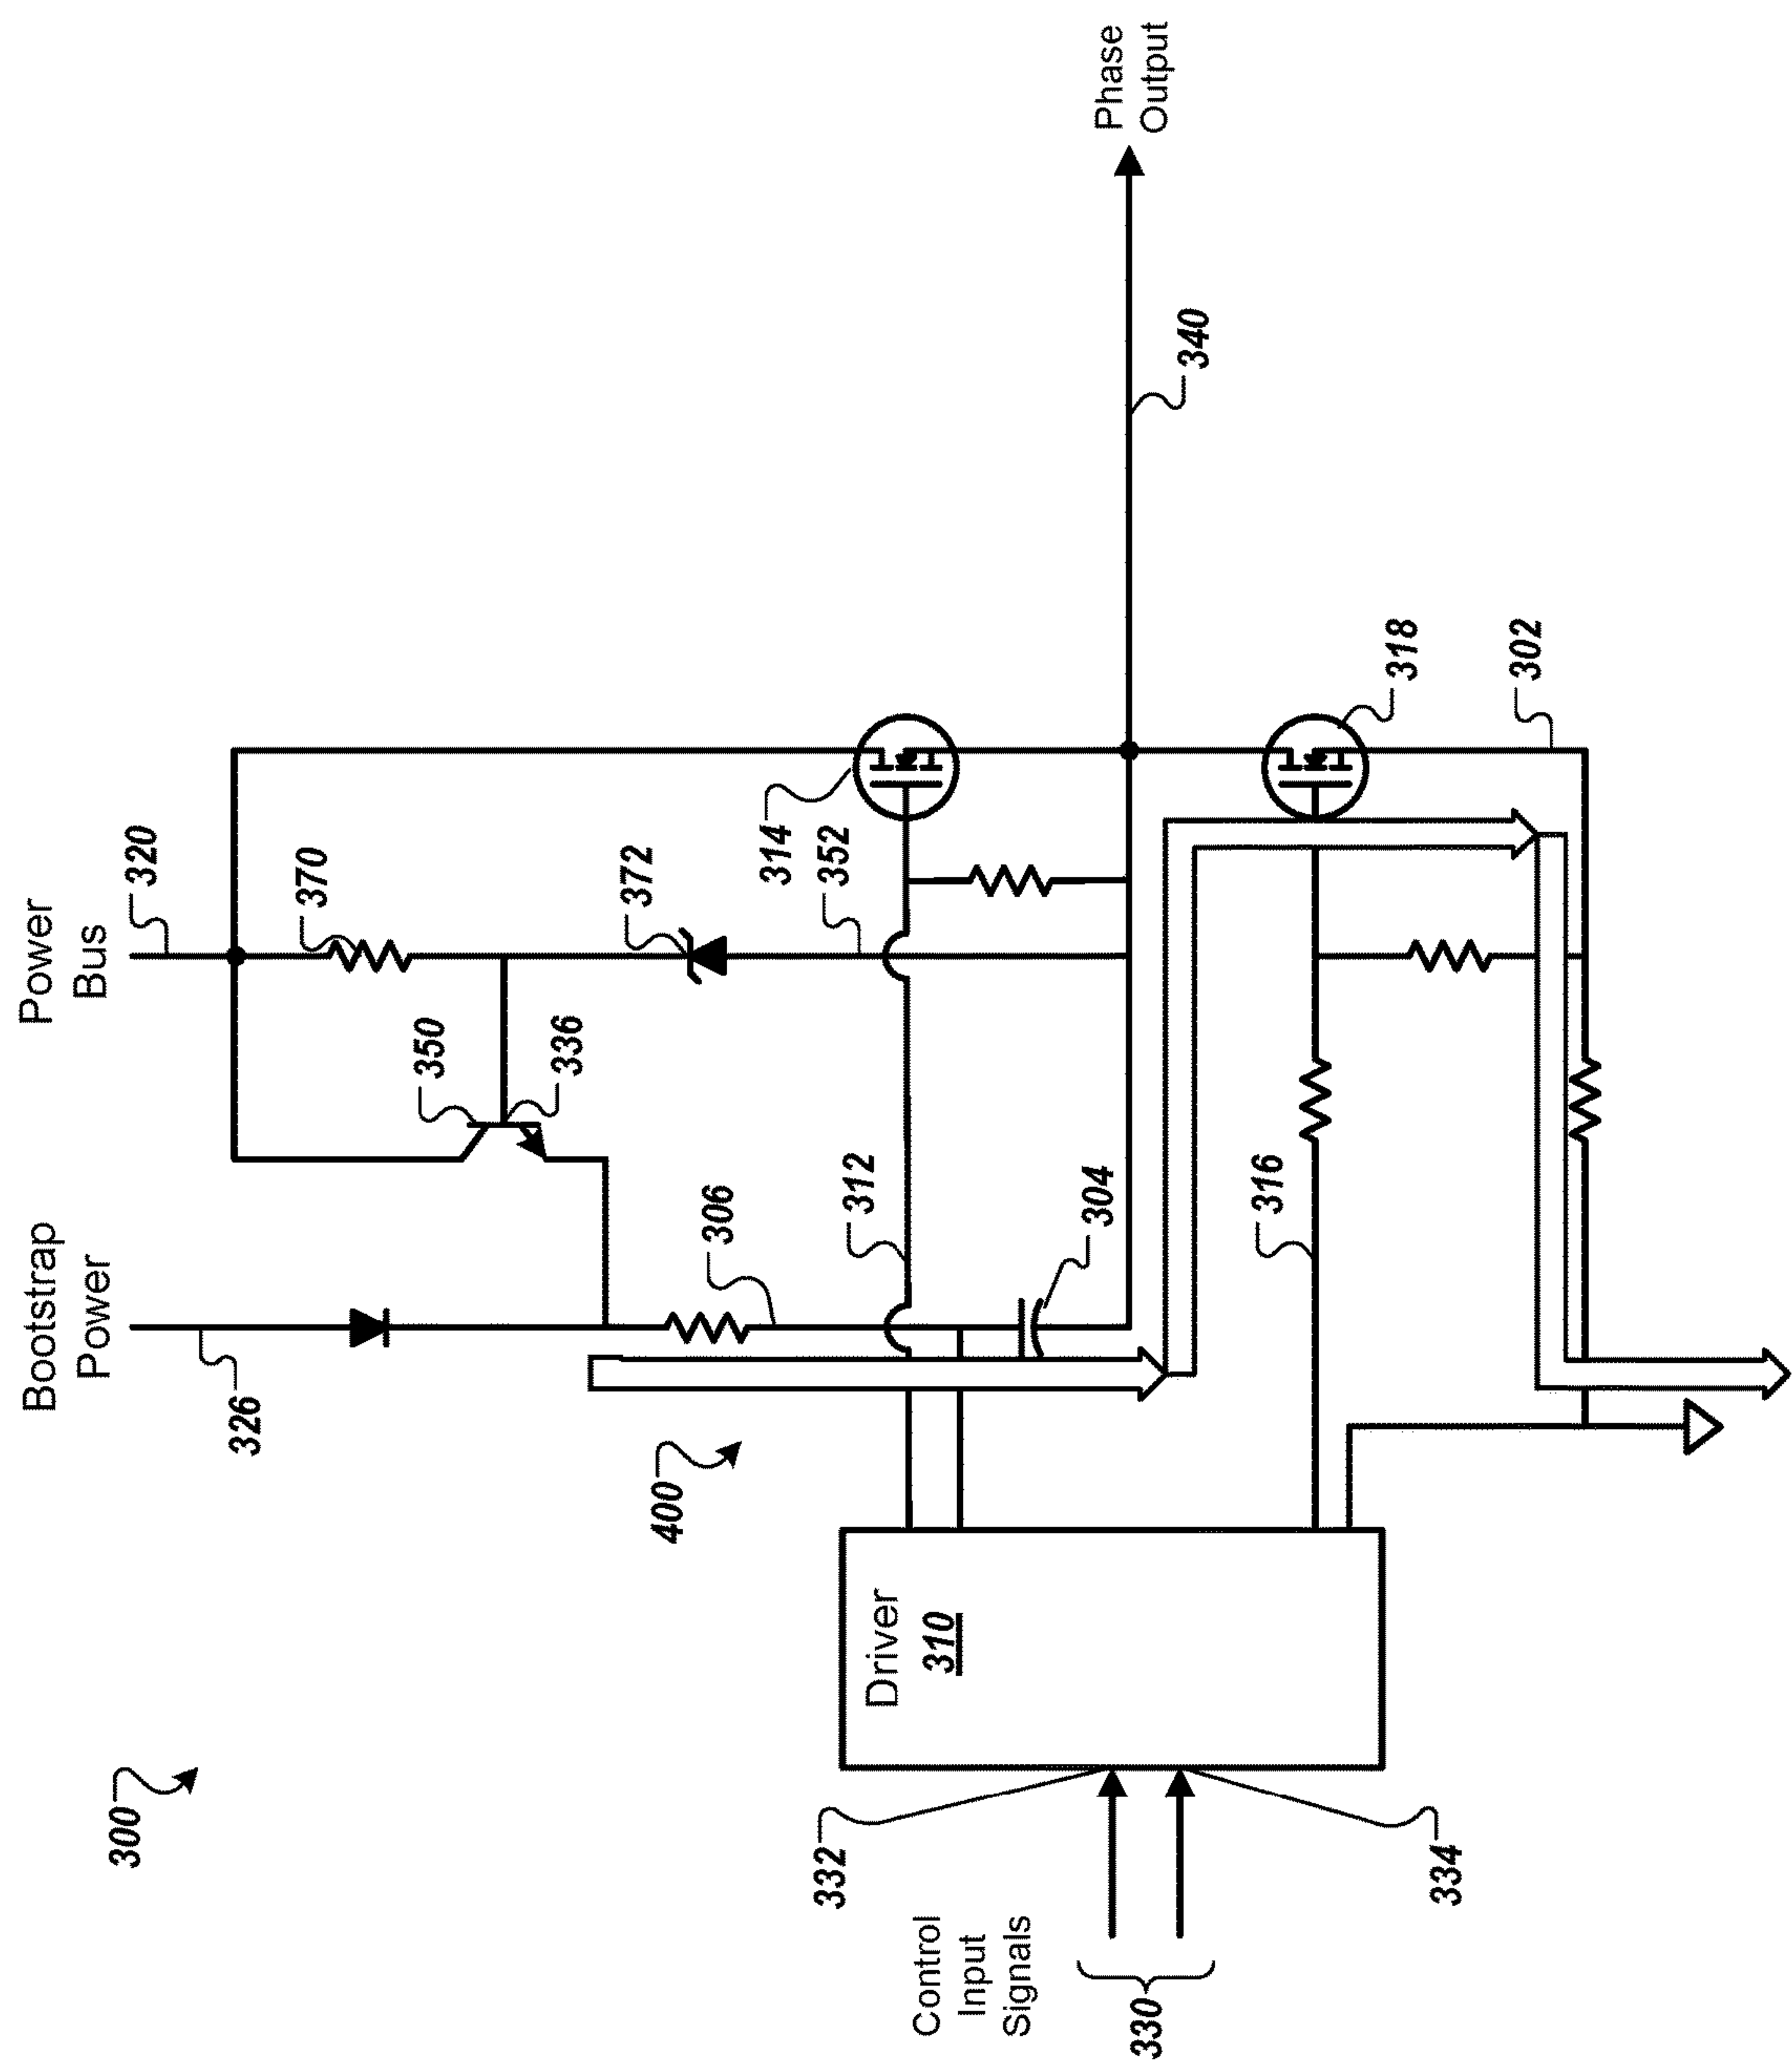 300
Bootstrap
Power
326
Power
Bus
320
370
350
336
372
352
314
306
312
304
400
Driver
310
332
Control
Input
Signals
330
334
316
318
302
340
Phase
Output